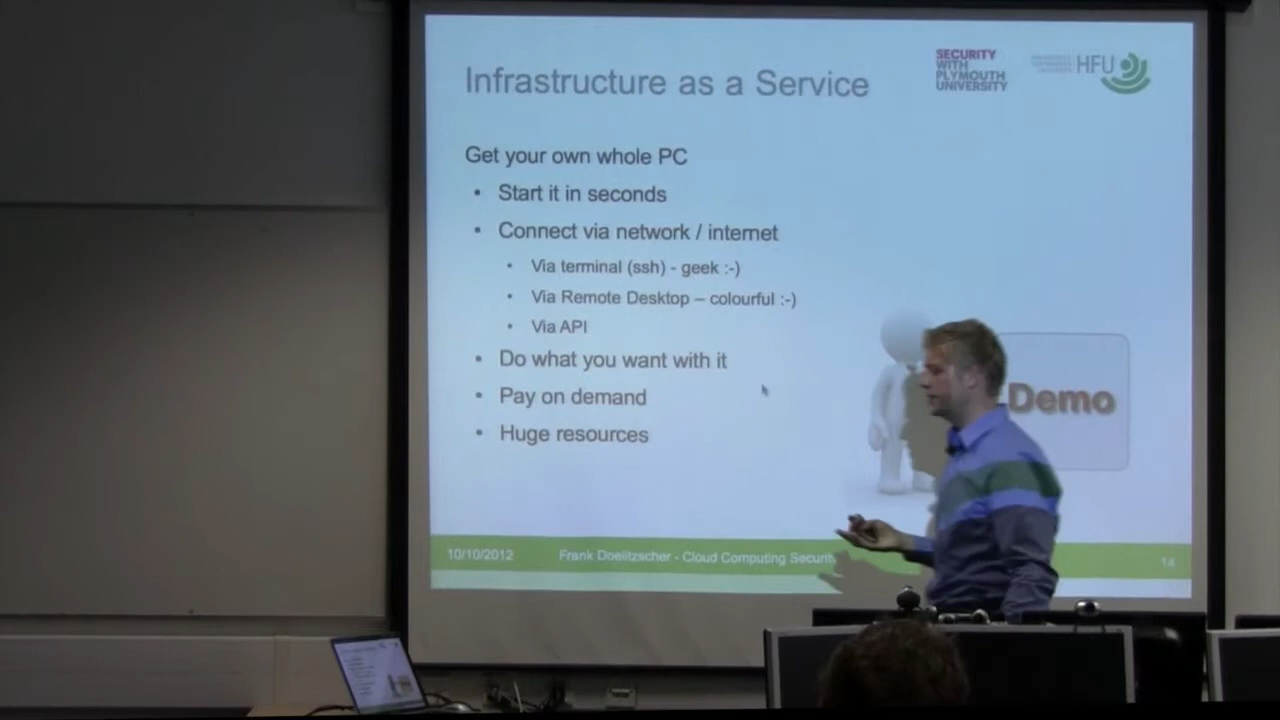 Infrastructure as a Service
SECURITY
WITH
PLYMOUTH
UNIVERSITY
HFU
Get your own whole PC
• Start it in seconds
• Connect via network / internet
• Via terminal (ssh) - geek :-)
• Via Remote Desktop – colourful :-)
• Via API
• Do what you want with it
• Pay on demand
• Huge resources
Demo
10/10/2012
Frank Doelitzscher - Cloud Computing Securit
14